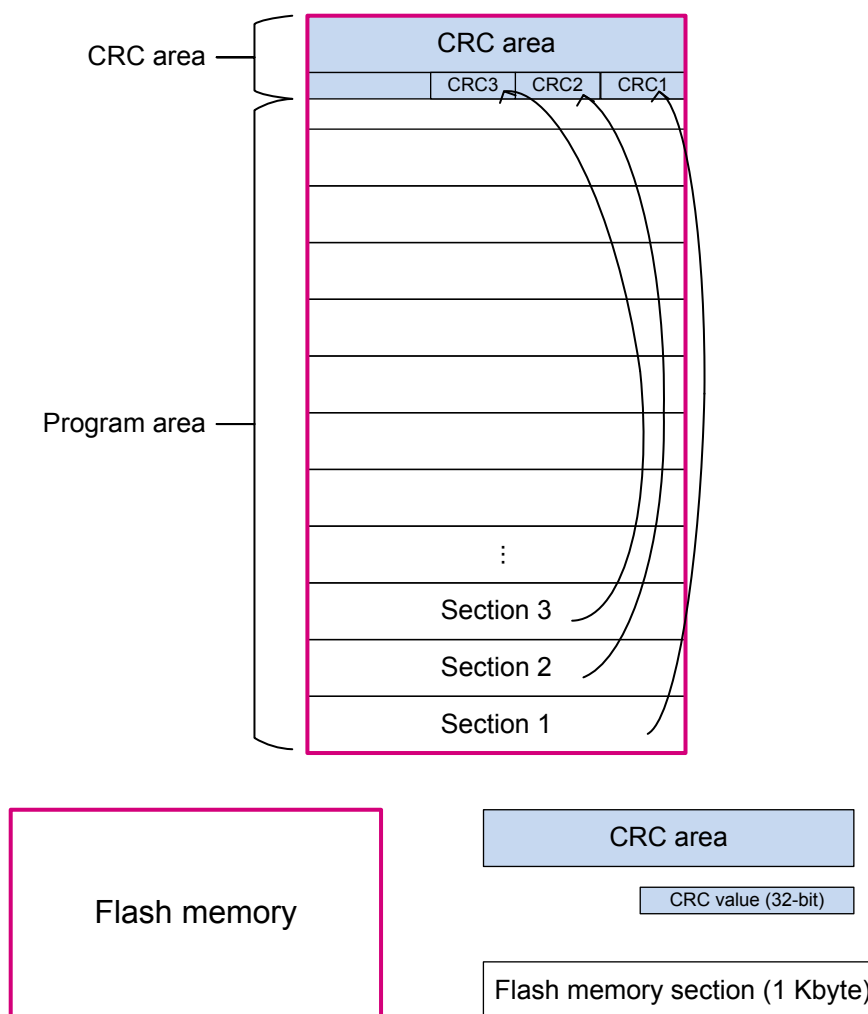 CRC area
CRC area
CRC3 CRC2 CRC1
Program area
⋮
Section 3
Section 2
Section 1
Flash memory
CRC area
CRC value (32-bit)
Flash memory section (1 Kbyte)